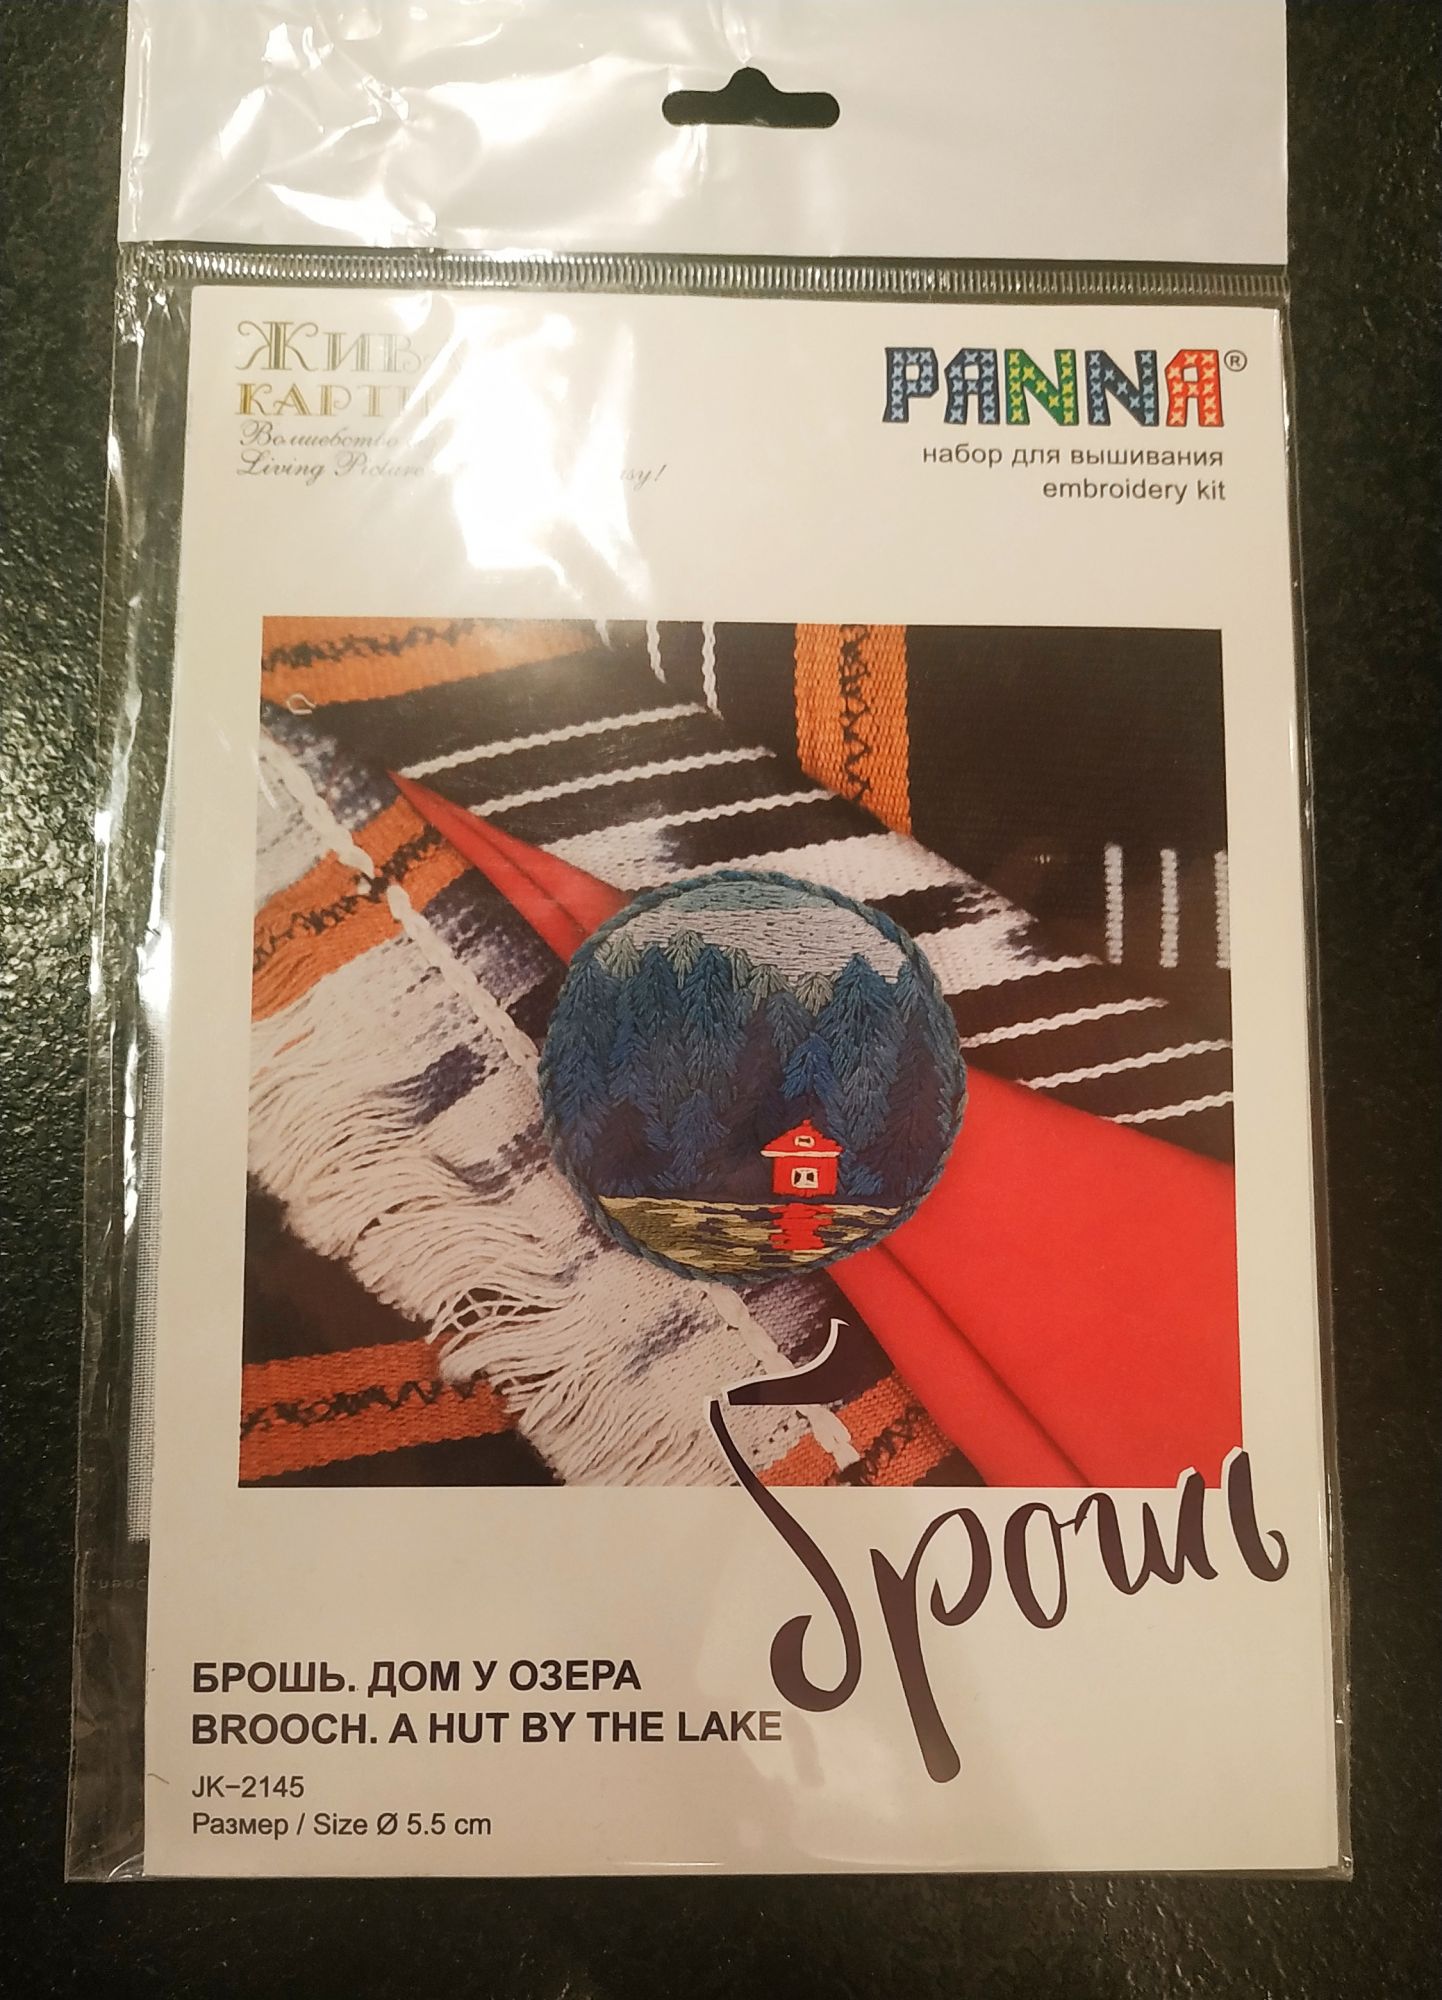 PANNA®
набор для вышивания
embroidery kit
Living
Брошь
БРОШЬ. ДОМ У ОЗЕРА
BROOCH. A HUT BY THE LAKE
JK-2145
Размер / Size Ø 5.5 cm